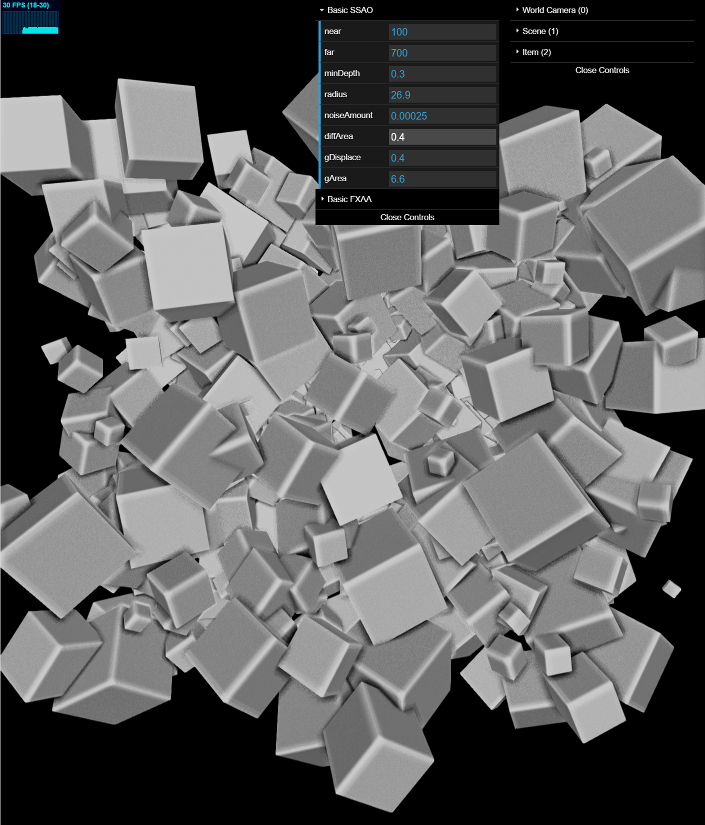 30 FPS (18-30)
Basic SSAO
near 100
far 700
minDepth 0.3
radius 26.9
noiseAmount 0.00025
diffArea 0.4
gDisplace 0.4
gArea 6.6
Basic FXAA
Close Controls
World Camera (0)
Scene (1)
Item (2)
Close Controls